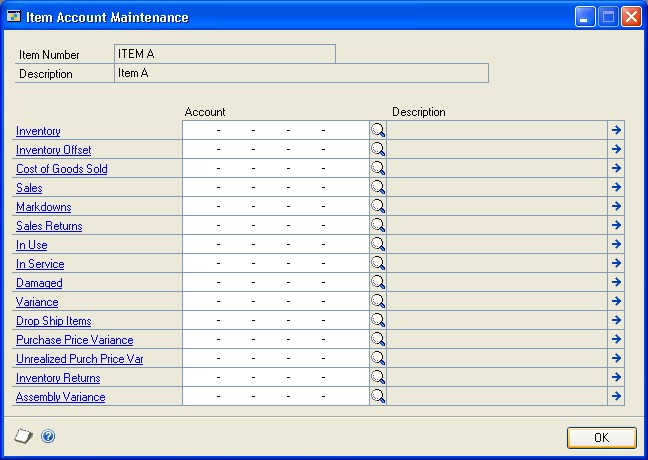 Item Account Maintenance
Item Number ITEM A
Description Item A
Account Description
Inventory - - - -
Inventory Offset - - - -
Cost of Goods Sold - - - -
Sales - - - -
Markdowns - - - -
Sales Returns - - - -
In Use - - - -
In Service - - - -
Damaged - - - -
Variance - - - -
Drop Ship Items - - - -
Purchase Price Variance - - - -
Unrealized Purch Price Var - - - -
Inventory Returns - - - -
Assembly Variance - - - -
OK